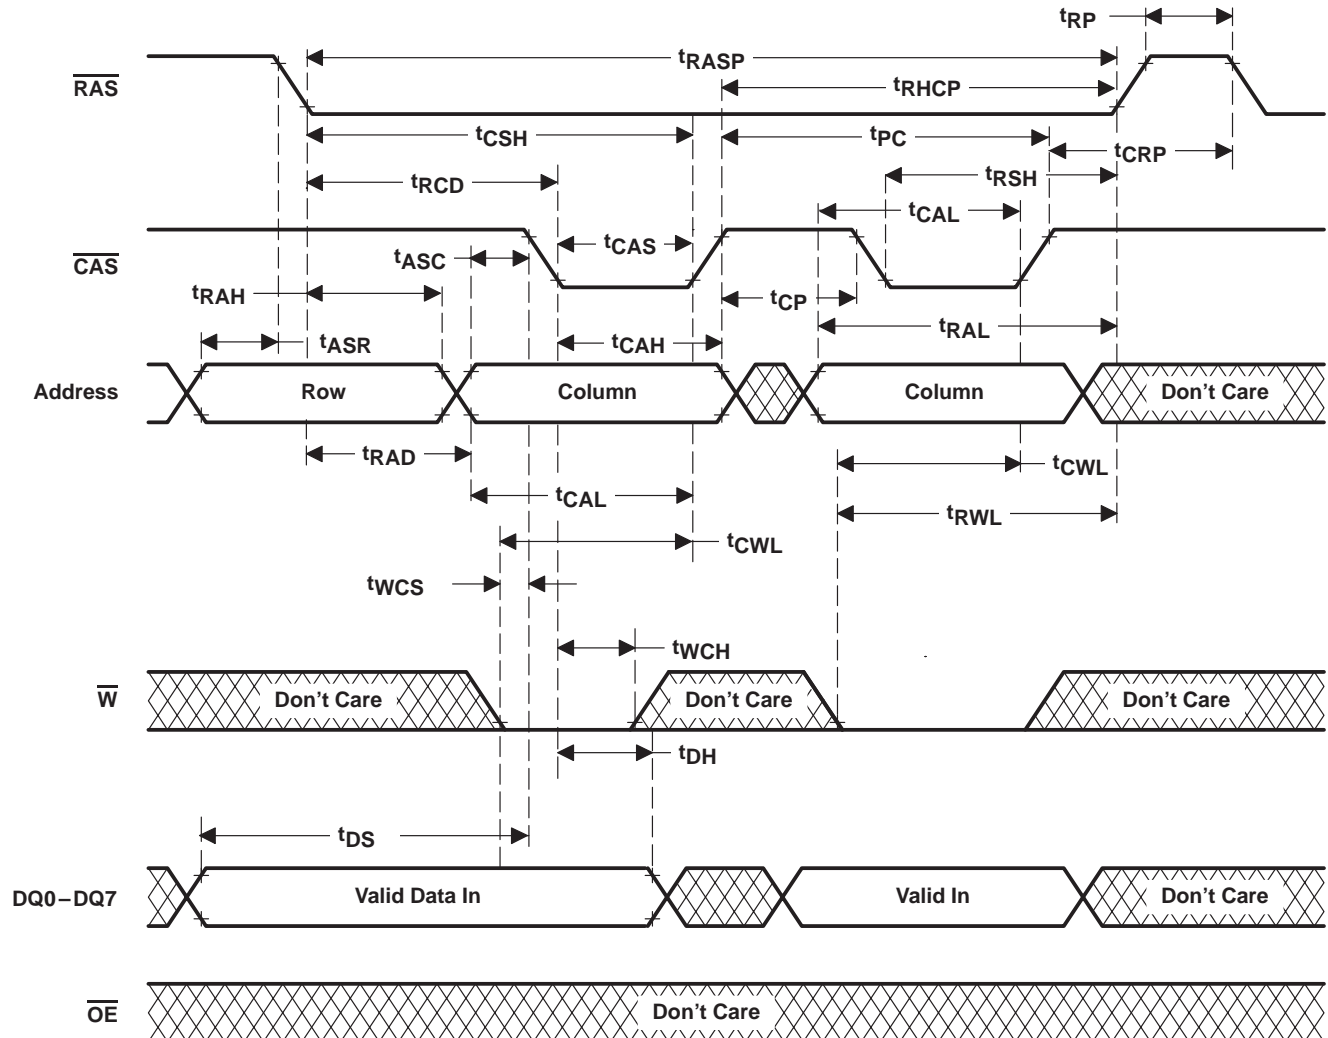 tRP
tRASP
RAS
tRHCP
tCSH
tPC
tCRP
tRCD
tRSH
tCAL
tCAS
CAS
tASC
tRAH
tCP
tASR
tCAH
tRAL
Address
Row
Column
Column
Don't Care
tRAD
tCWL
tCAL
tRWL
tCWL
tWCS
tWCH
W
Don't Care
Don't Care
Don't Care
tDH
tDS
DQ0–DQ7
Valid Data In
Valid In
Don't Care
OE
Don't Care